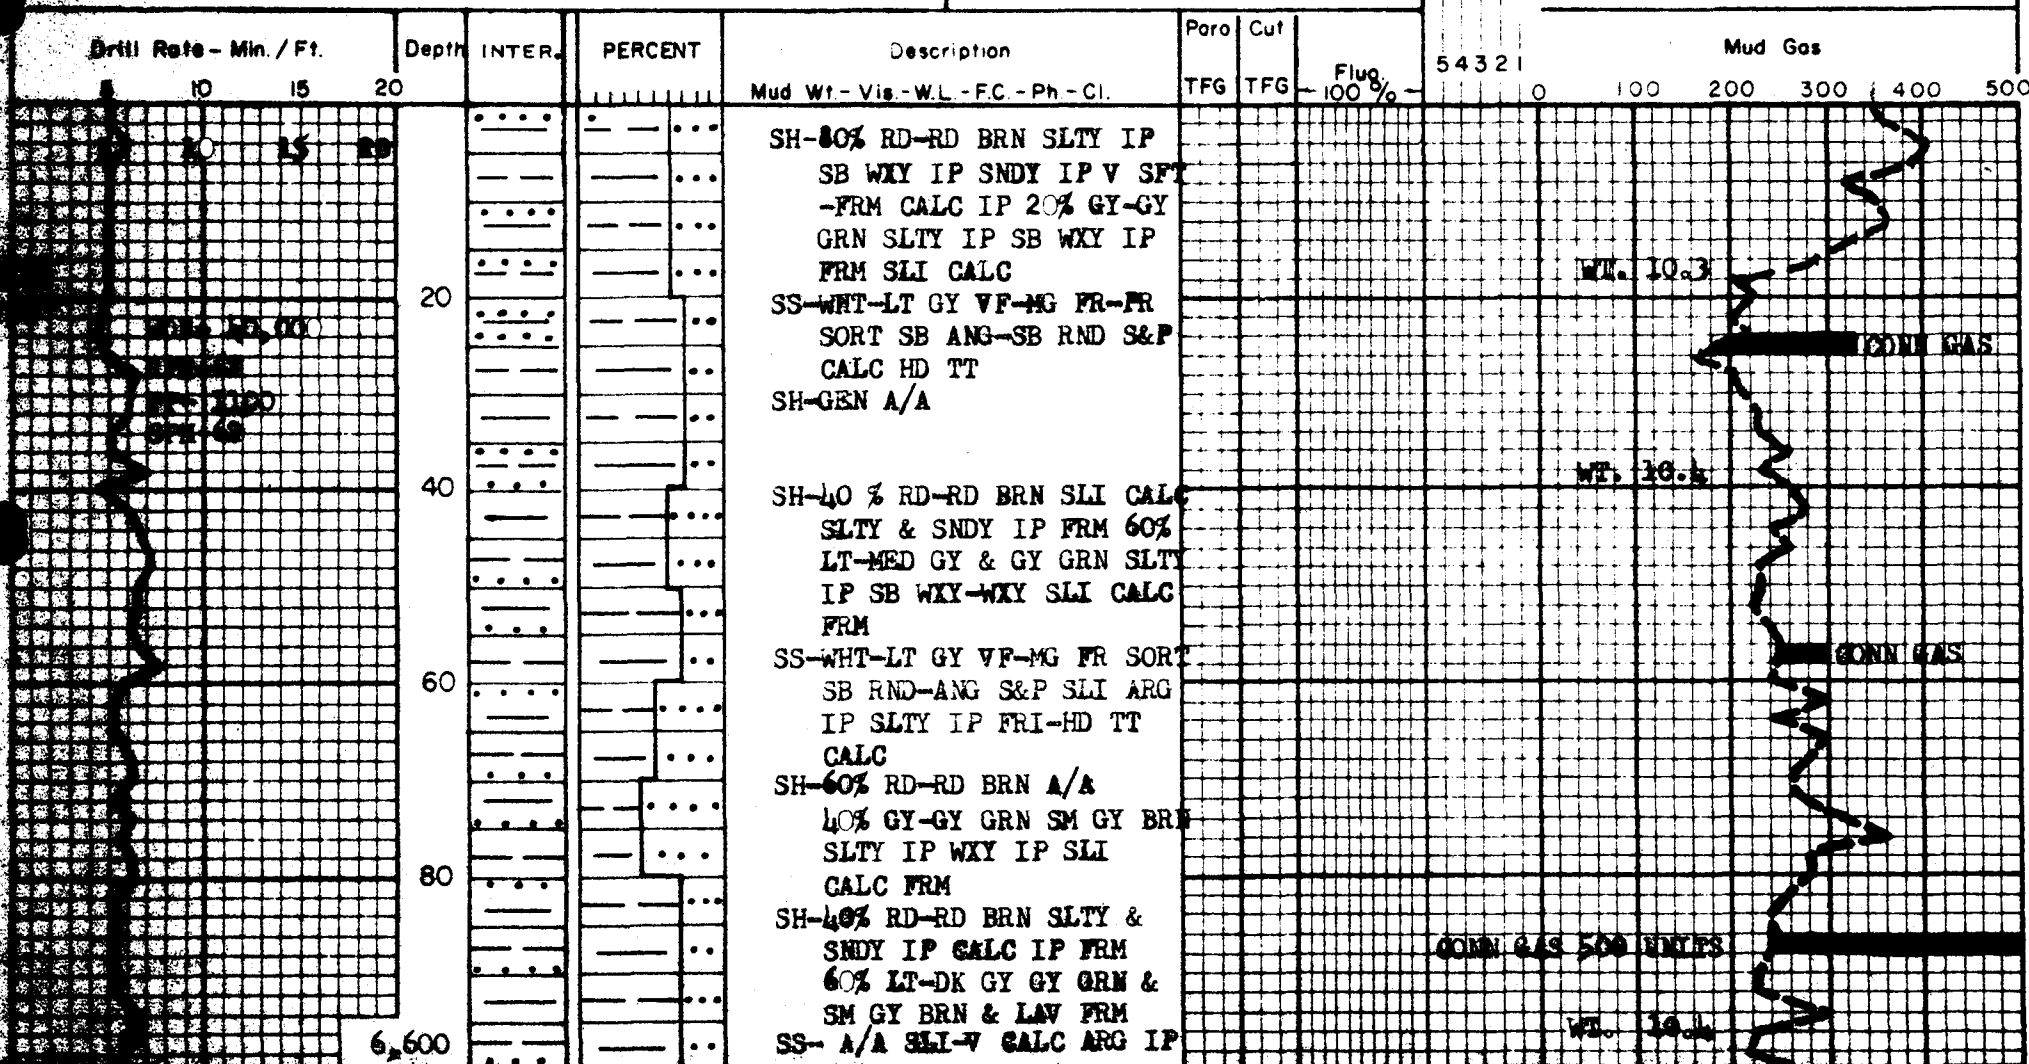 Drill Rate - Min. / Ft.
5 10 15 20
Depth
INTER.
PERCENT
Description
Mud Wt. - Vis. - W.L. - F.C. - Ph - Cl.
Poro Cut
TFG TFG
Fluo.
100 %
5 4 3 2 1
Mud Gas
0 100 200 300 400 500
10 15 20
SH-80% RD-RD BRN SLTY IP
SB WXY IP SNDY IP V SFT
-FRM CALC IP 20% GY-GY
GRN SLTY IP SB WXY IP
FRM SLI CALC
WT. 10.3
20
SS-WHT-LT GY VF-MG FR-PR
SORT SB ANG-SB RND S&P
CALC HD TT
CONN GAS
SH-GEN A/A
40
WT. 10.4
SH-40 % RD-RD BRN SLI CALC
SLTY & SNDY IP FRM 60%
LT-MED GY & GY GRN SLTY
IP SB WXY-WXY SLI CALC
FRM
SS-WHT-LT GY VF-MG FR SORT
CONN GAS
60
SB RND-ANG S&P SLI ARG
IP SLTY IP FRI-HD TT
CALC
SH-60% RD-RD BRN A/A
40% GY-GY GRN SM GY BRN
SLTY IP WXY IP SLI
CALC FRM
80
SH-40% RD-RD BRN SLTY &
SNDY IP CALC IP FRM
CONN GAS 500 UNITS
60% LT-DK GY GY GRN &
SM GY BRN & LAV FRM
WT. 10.4
6,600
SS- A/A SLI-V CALC ARG IP